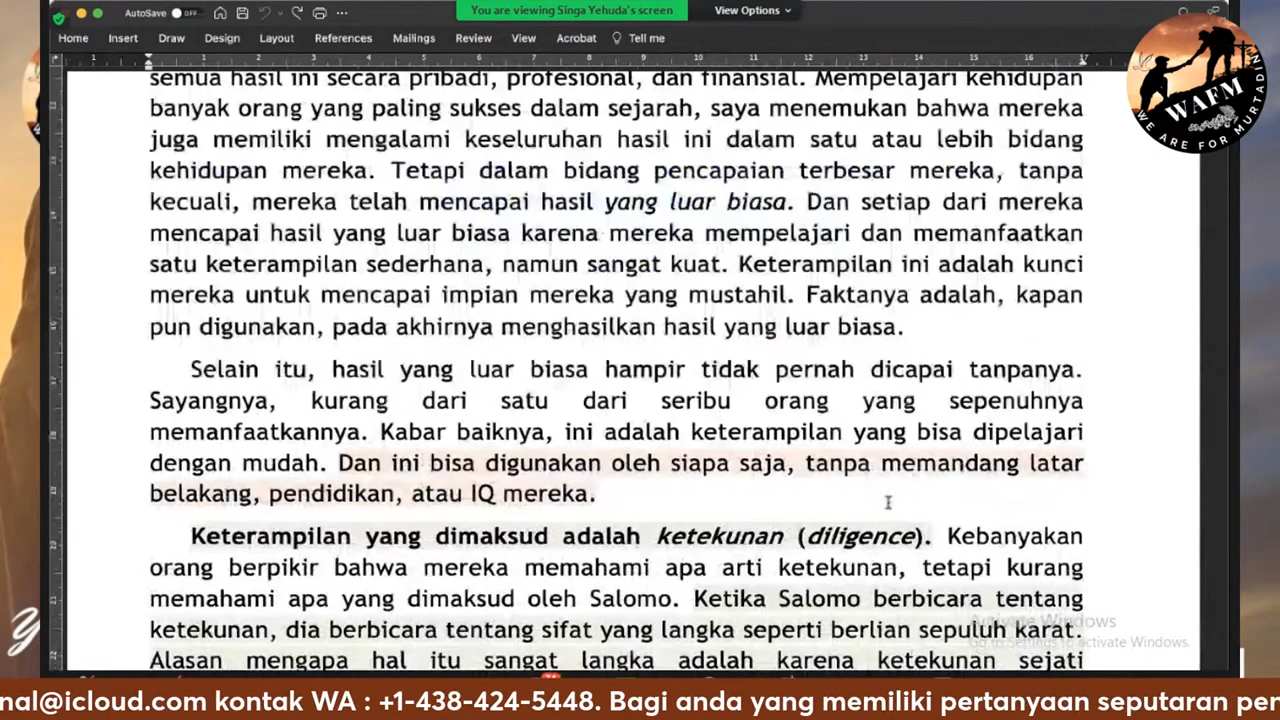 AutoSave OFF
You are viewing Singa Yehuda's screen
View Options
Home Insert Draw Design Layout References Mailings Review View Acrobat Tell me
semua hasil ini secara pribadi, profesional, dan finansial. Mempelajari kehidupan
banyak orang yang paling sukses dalam sejarah, saya menemukan bahwa mereka
juga memiliki mengalami keseluruhan hasil ini dalam satu atau lebih bidang
kehidupan mereka. Tetapi dalam bidang pencapaian terbesar mereka, tanpa
kecuali, mereka telah mencapai hasil yang luar biasa. Dan setiap dari mereka
mencapai hasil yang luar biasa karena mereka mempelajari dan memanfaatkan
satu keterampilan sederhana, namun sangat kuat. Keterampilan ini adalah kunci
mereka untuk mencapai impian mereka yang mustahil. Faktanya adalah, kapan
pun digunakan, pada akhirnya menghasilkan hasil yang luar biasa.
Selain itu, hasil yang luar biasa hampir tidak pernah dicapai tanpanya.
Sayangnya, kurang dari satu dari seribu orang yang sepenuhnya
memanfaatkannya. Kabar baiknya, ini adalah keterampilan yang bisa dipelajari
dengan mudah. Dan ini bisa digunakan oleh siapa saja, tanpa memandang latar
belakang, pendidikan, atau IQ mereka.
Keterampilan yang dimaksud adalah ketekunan (diligence). Kebanyakan
orang berpikir bahwa mereka memahami apa arti ketekunan, tetapi kurang
memahami apa yang dimaksud oleh Salomo. Ketika Salomo berbicara tentang
ketekunan, dia berbicara tentang sifat yang langka seperti berlian sepuluh karat.
Alasan mengapa hal itu sangat langka adalah karena ketekunan sejati
Activate Windows
Go to Settings to activate Windows.
WAFM
WE ARE FOR MURTADIN
nal@icloud.com kontak WA : +1-438-424-5448. Bagi anda yang memiliki pertanyaan seputaran per